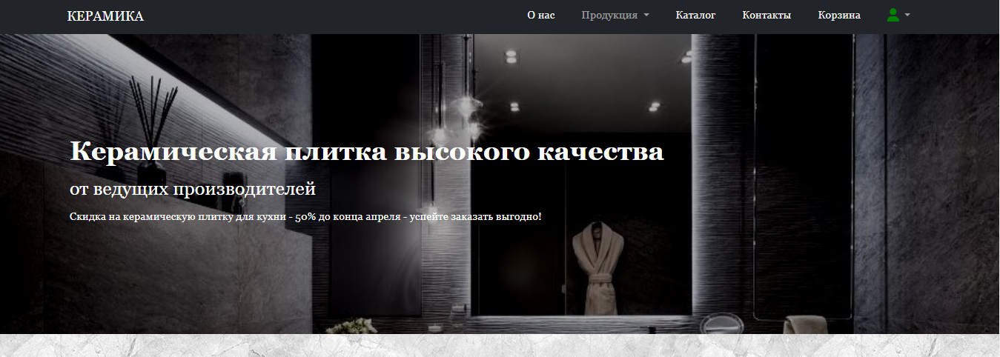 КЕРАМИКА
О нас
Продукция
Каталог
Контакты
Корзина
Керамическая плитка высокого качества
от ведущих производителей
Скидка на керамическую плитку для кухни - 50% до конца апреля - успейте заказать выгодно!